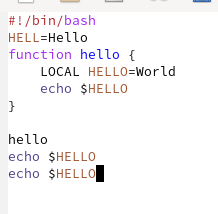 #!/bin/bash
HELL=Hello
function hello {
    LOCAL HELLO=World
    echo $HELLO
}

hello
echo $HELLO
echo $HELLO